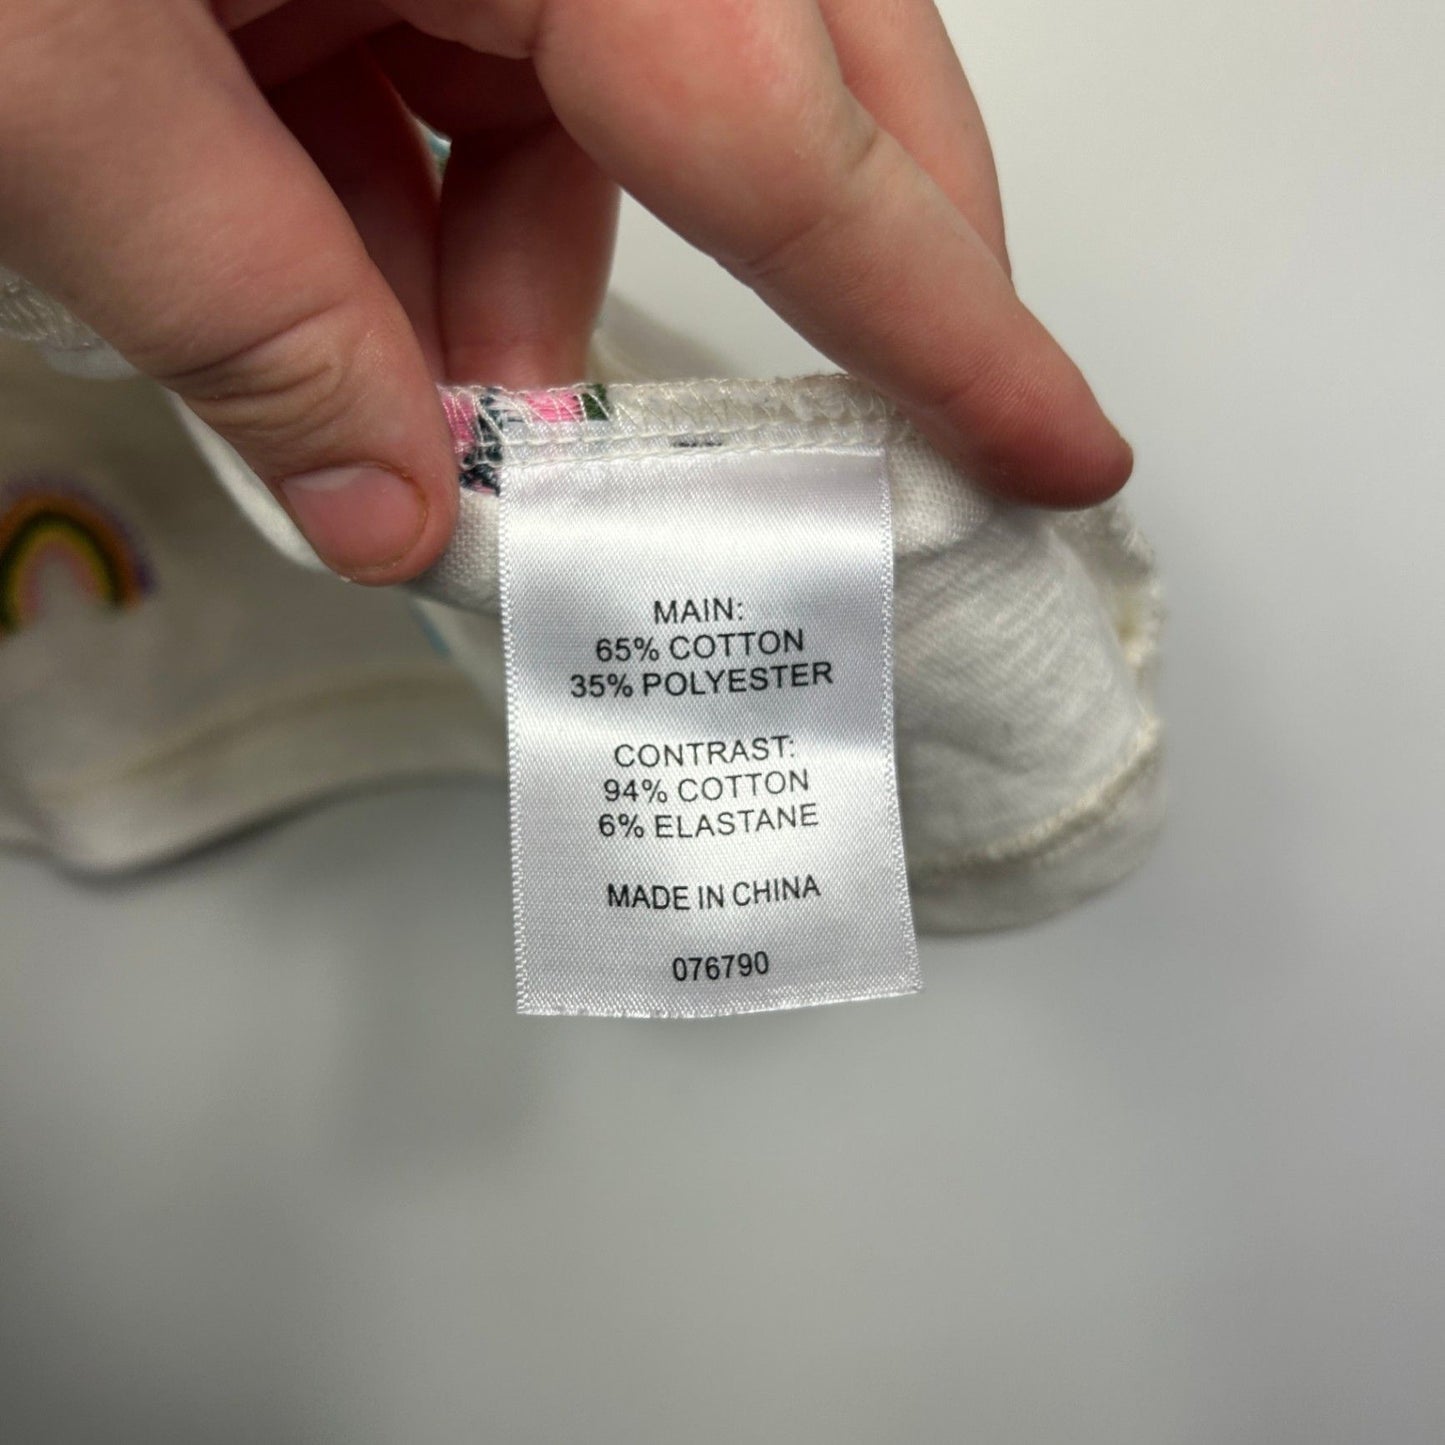 MAIN:
65% COTTON
35% POLYESTER
CONTRAST:
94% COTTON
6% ELASTANE
MADE IN CHINA
076790